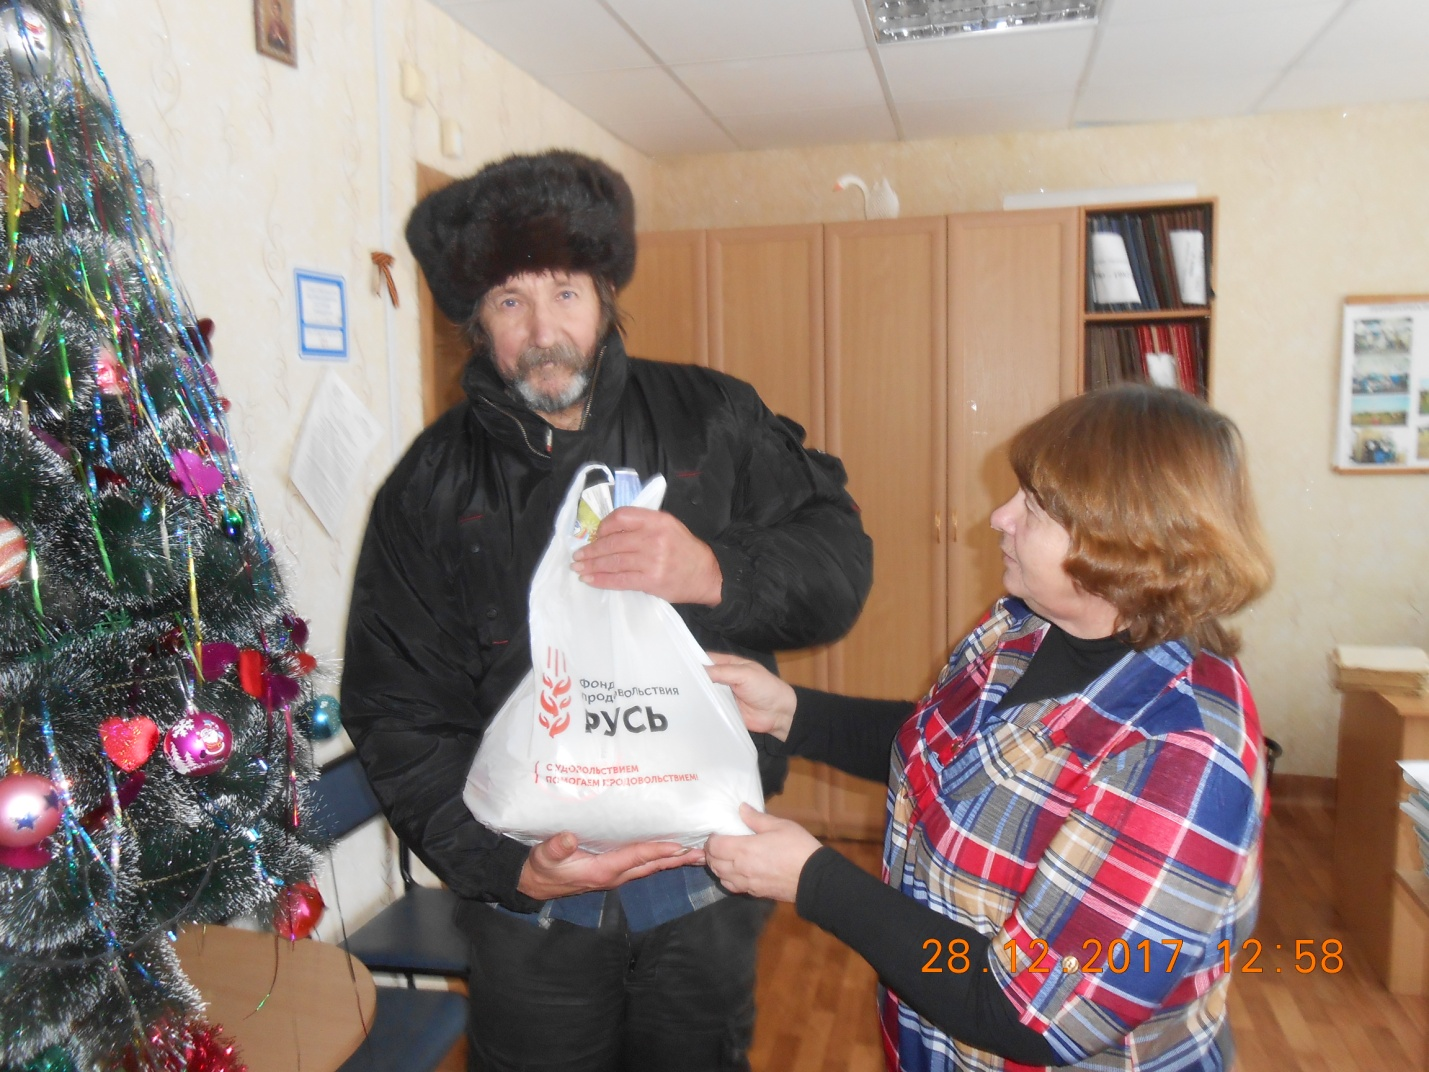 Фонд
продовольствия
РУСЬ
С УДОВОЛЬСТВИЕМ
ПОМОГАЕМ ПРОДОВОЛЬСТВИЕМ!
28.12.2017 12:58